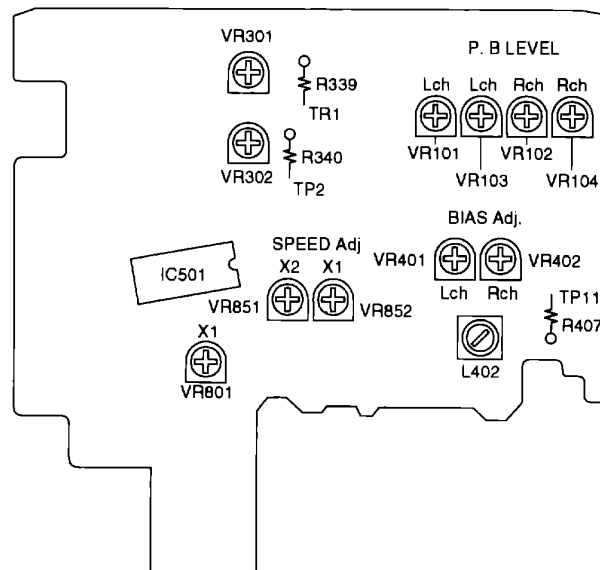 VR301
P. B LEVEL
R339
Lch Lch Rch Rch
TR1
R340
VR101 VR102
VR302
TP2
VR103 VR104
BIAS Adj.
SPEED Adj
VR401 VR402
IC501
X2 X1
Lch Rch
TP11
VR851 VR852
R407
X1
L402
VR801